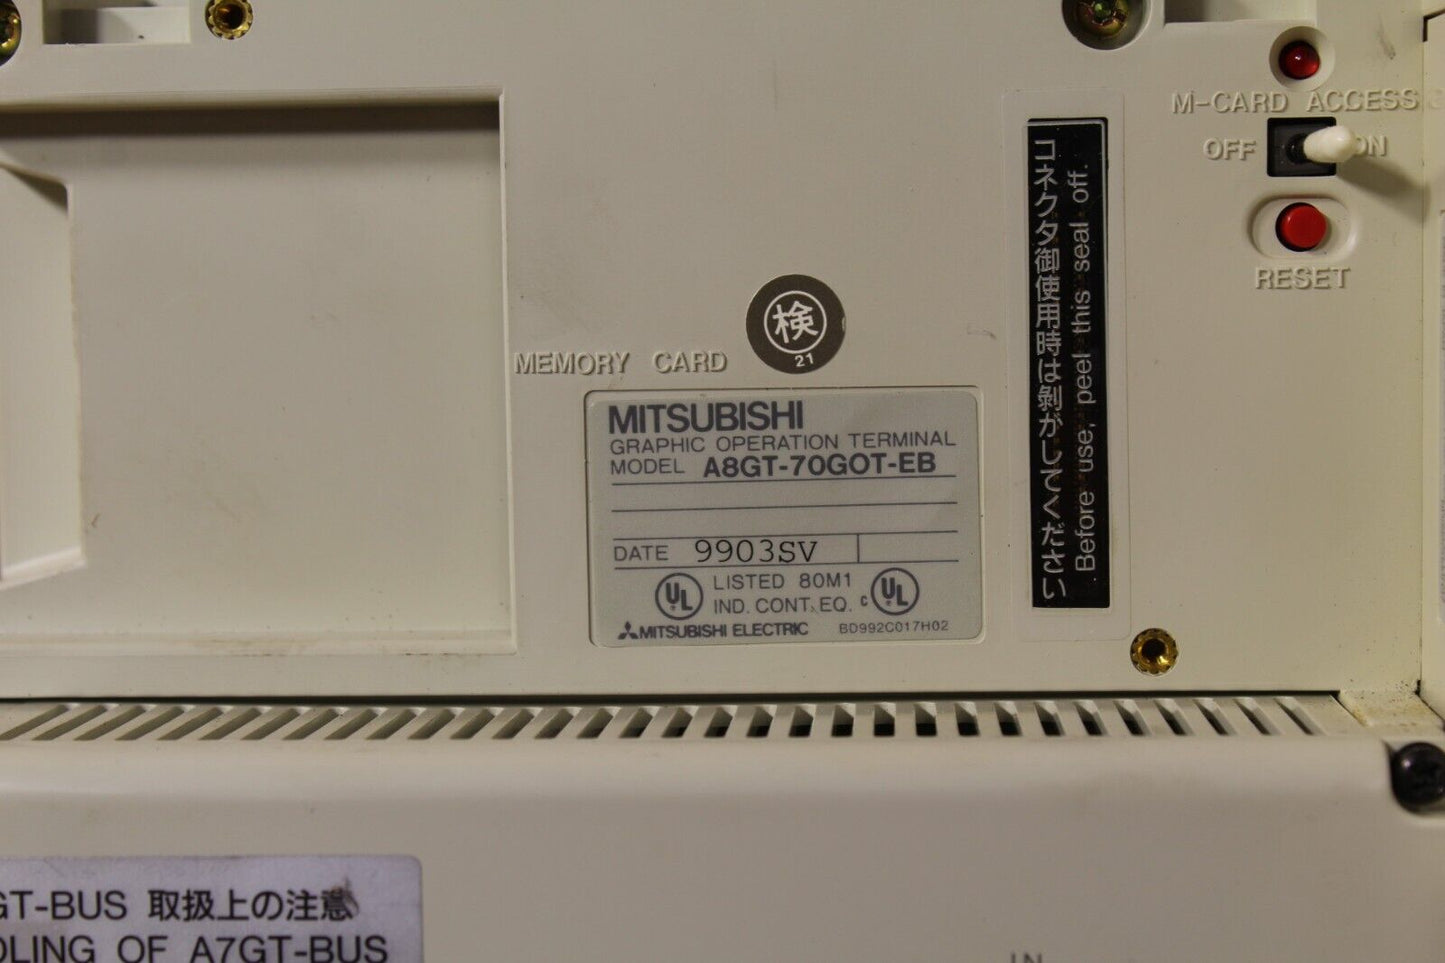 M-CARD ACCESS
OFF
ON
RESET
コネクタ御使用時は剥がしてください
Before use, peel this seal off.
検
21
MEMORY CARD
MITSUBISHI
GRAPHIC OPERATION TERMINAL
MODEL A8GT-70GOT-EB
DATE 9903SV
UL LISTED 80M1 c UL
IND. CONT. EQ.
MITSUBISHI ELECTRIC BD992C017H02
GT-BUS 取扱上の注意
DLING OF A7GT-BUS
IN